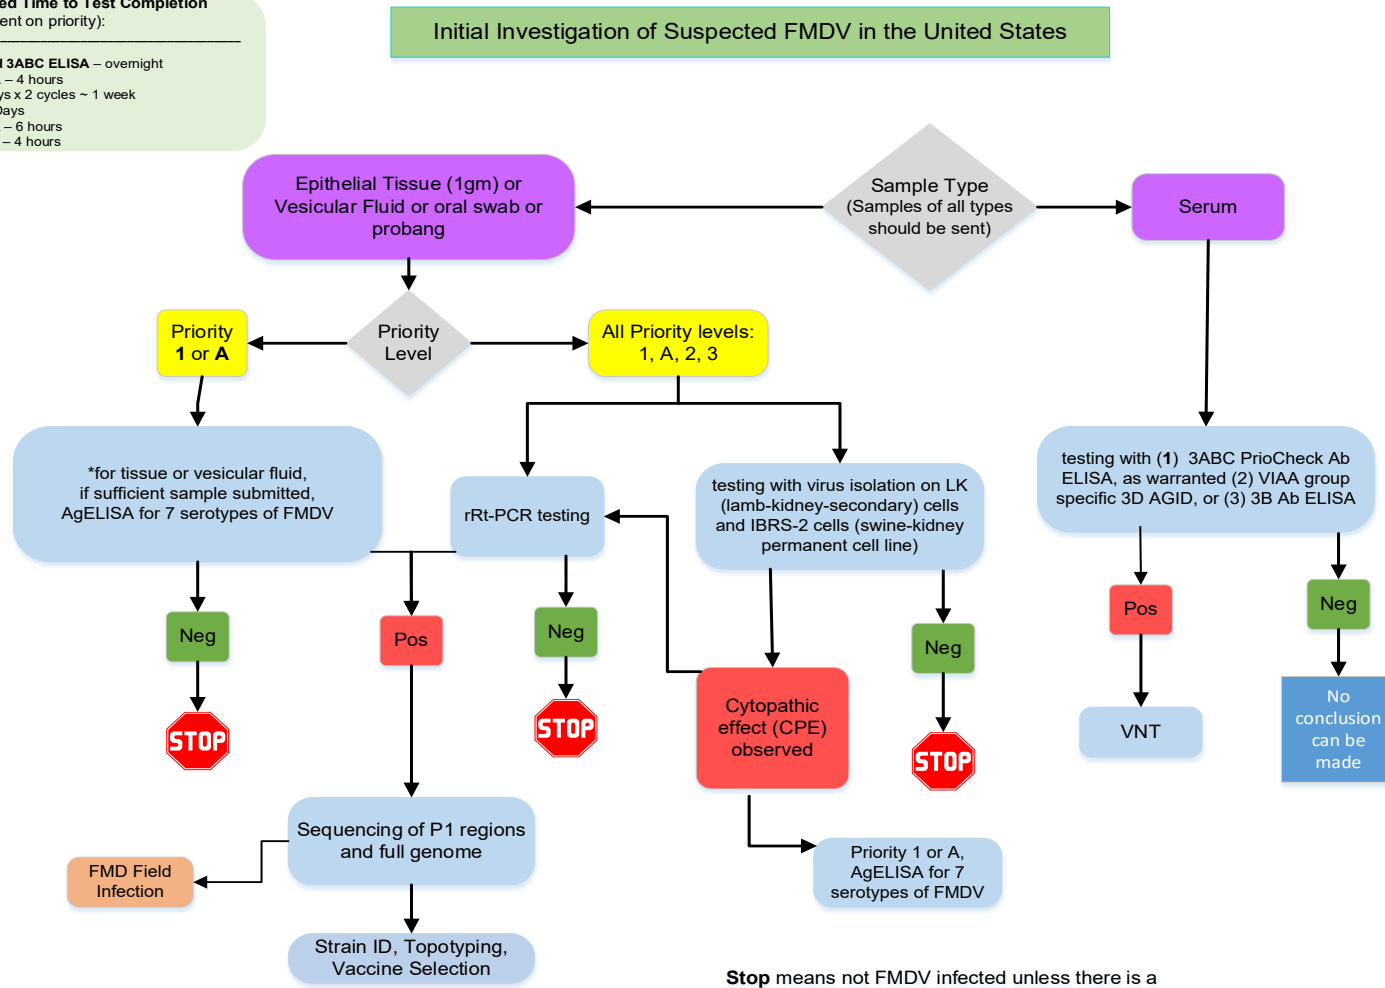 Time to Test Completion
on priority):
3ABC ELISA – overnight
– 4 hours
x 2 cycles ~ 1 week
Days
– 6 hours
– 4 hours
Initial Investigation of Suspected FMDV in the United States
Epithelial Tissue (1gm) or
Vesicular Fluid or oral swab or
probang
Sample Type
(Samples of all types
should be sent)
Serum
Priority
1 or A
Priority
Level
All Priority levels:
1, A, 2, 3
*for tissue or vesicular fluid,
if sufficient sample submitted,
AgELISA for 7 serotypes of FMDV
rRt-PCR testing
testing with virus isolation on LK
(lamb-kidney-secondary) cells
and IBRS-2 cells (swine-kidney
permanent cell line)
testing with (1) 3ABC PrioCheck Ab
ELISA, as warranted (2) VIAA group
specific 3D AGID, or (3) 3B Ab ELISA
Neg
Pos
Neg
Neg
Pos
Neg
STOP
STOP
Cytopathic
effect (CPE)
observed
STOP
VNT
No
conclusion
can be
made
Sequencing of P1 regions
and full genome
FMD Field
Infection
Priority 1 or A,
AgELISA for 7
serotypes of FMDV
Strain ID, Topotyping,
Vaccine Selection
Stop means not FMDV infected unless there is a